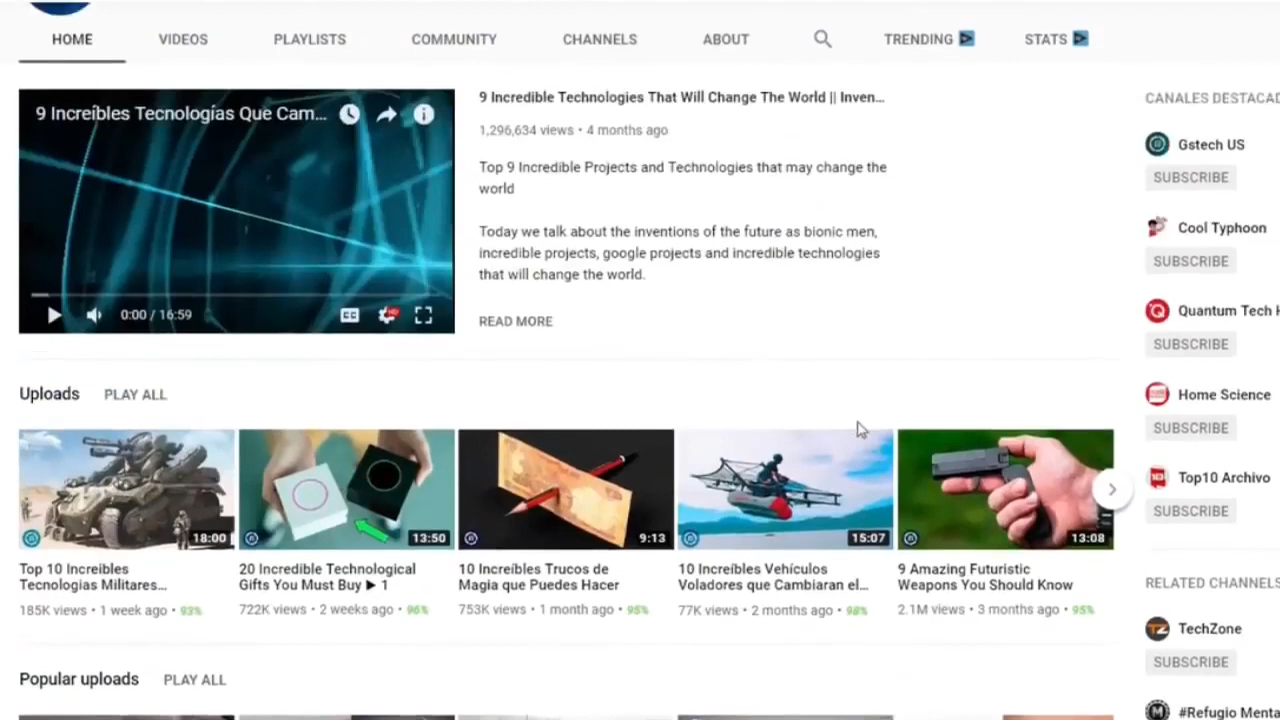 HOME VIDEOS PLAYLISTS COMMUNITY CHANNELS ABOUT TRENDING STATS
9 Increíbles Tecnologías Que Cam...
0:00 / 16:59
CC
HD
9 Incredible Technologies That Will Change The World || Inven...
1,296,634 views • 4 months ago
Top 9 Incredible Projects and Technologies that may change the
world
Today we talk about the inventions of the future as bionic men,
incredible projects, google projects and incredible technologies
that will change the world.
READ MORE
Uploads PLAY ALL
18:00
Top 10 Increibles
Tecnologias Militares...
185K views • 1 week ago • 93%
13:50
20 Incredible Technological
Gifts You Must Buy ▶ 1
722K views • 2 weeks ago • 96%
9:13
10 Increíbles Trucos de
Magia que Puedes Hacer
753K views • 1 month ago • 95%
15:07
10 Increíbles Vehículos
Voladores que Cambiaran el...
77K views • 2 months ago • 98%
13:08
9 Amazing Futuristic
Weapons You Should Know
2.1M views • 3 months ago • 95%
Popular uploads PLAY ALL
CANALES DESTACAD
Gstech US
SUBSCRIBE
Cool Typhoon
SUBSCRIBE
Quantum Tech H
SUBSCRIBE
Home Science
SUBSCRIBE
Top10 Archivo
SUBSCRIBE
RELATED CHANNELS
TZ
TechZone
SUBSCRIBE
#Refugio Menta